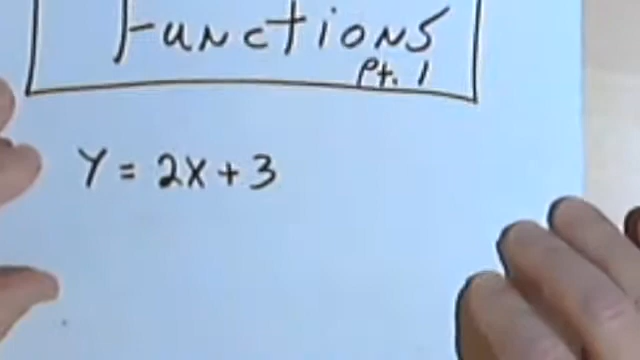 Functions
Pt. 1
Y = 2X + 3